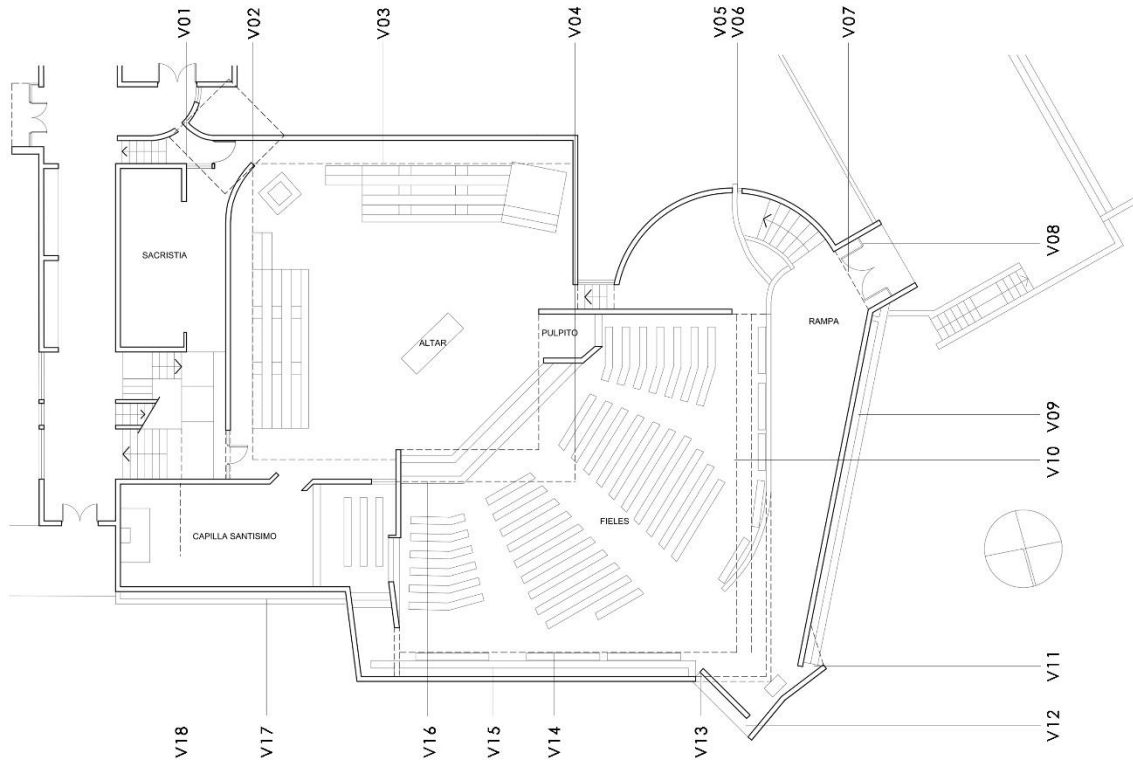 V01
V02
V03
V04
V05
V06
V07
V08
SACRISTIA
RAMPA
PULPITO
ALTAR
V09
V10
FIELES
CAPILLA SANTISIMO
V11
V12
V13
V14
V15
V16
V17
V18